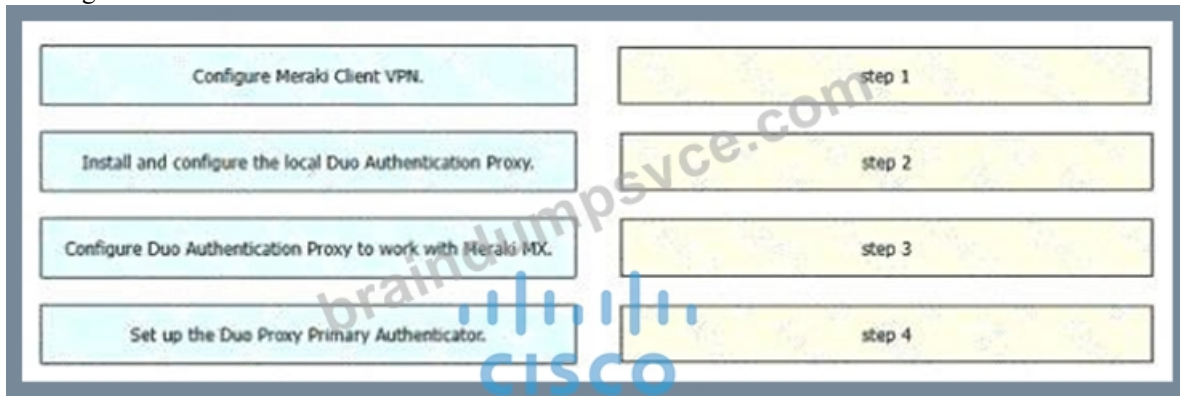 Configure Meraki Client VPN.
step 1
Install and configure the local Duo Authentication Proxy.
step 2
Configure Duo Authentication Proxy to work with Meraki MX.
step 3
Set up the Duo Proxy Primary Authenticator.
step 4
braindumpsvce.com
CISCO